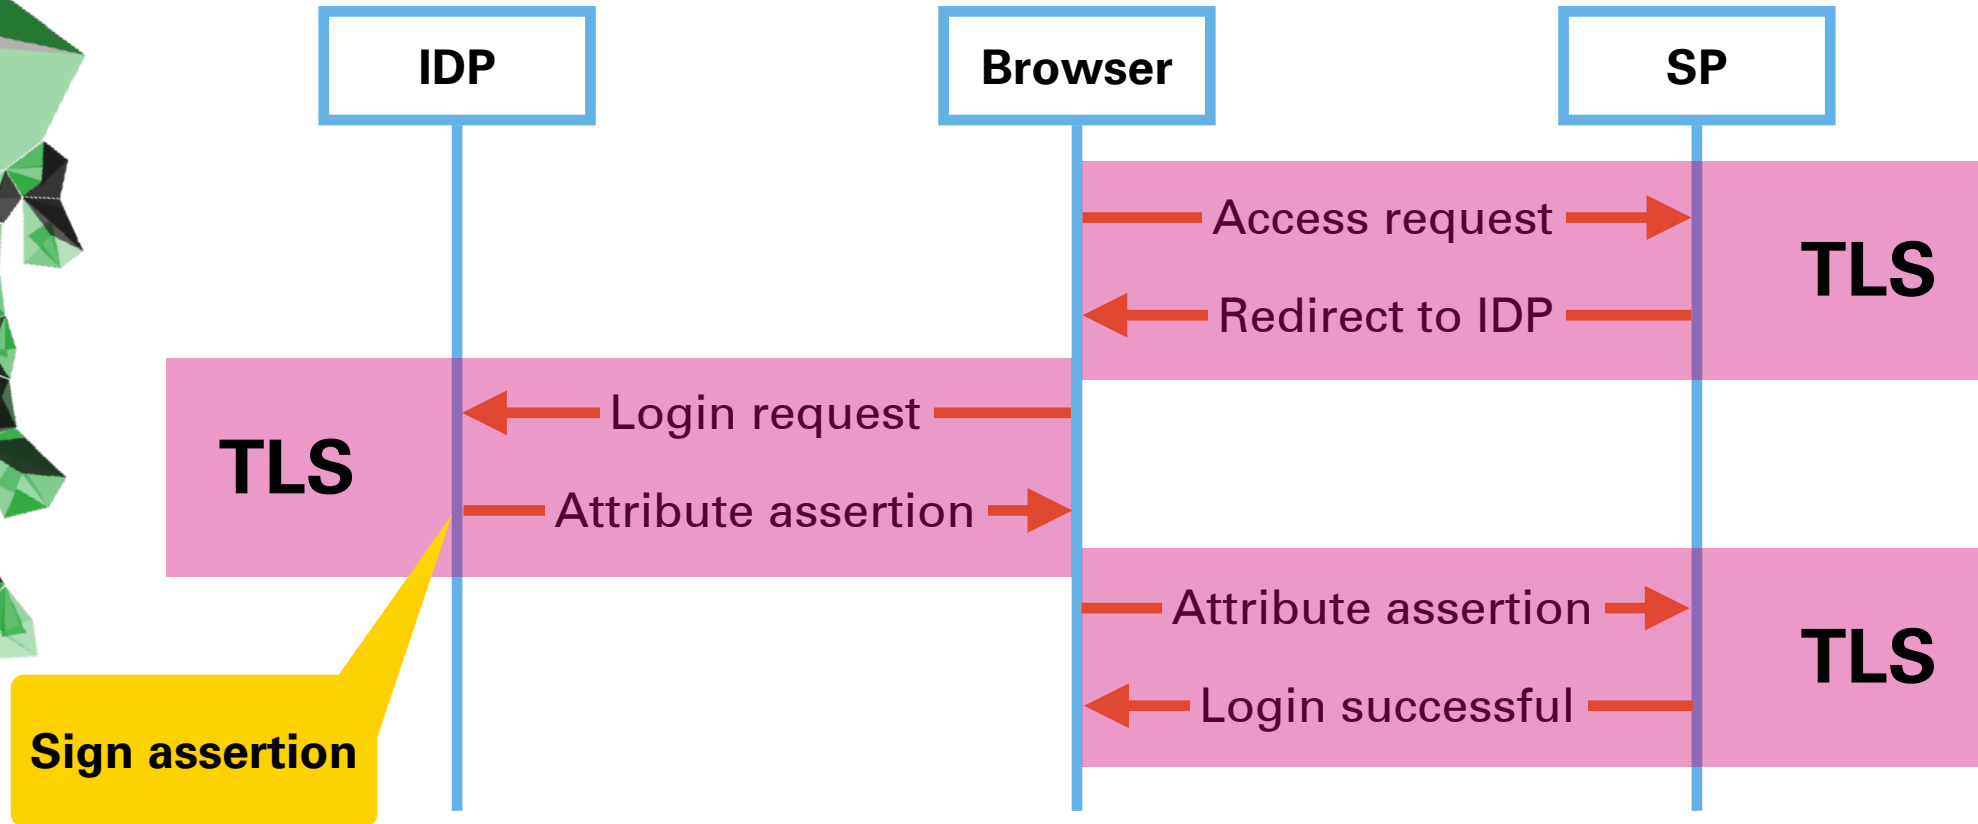 IDP
Browser
SP
Access request
TLS
Redirect to IDP
Login request
TLS
Attribute assertion
Attribute assertion
TLS
Login successful
Sign assertion